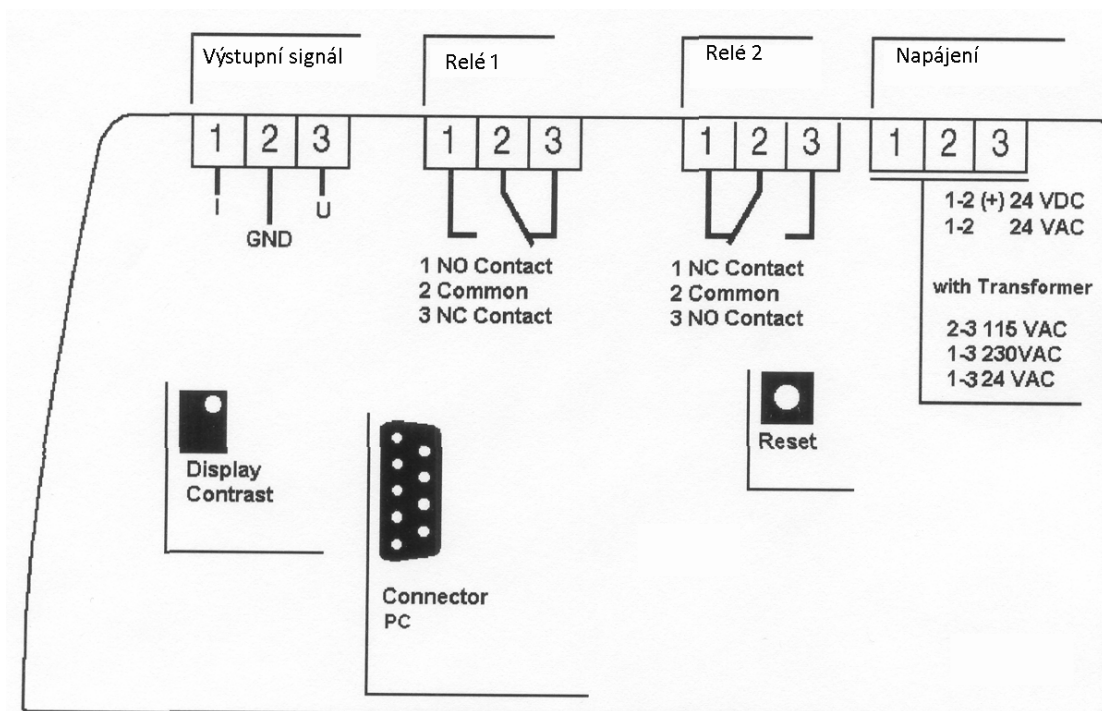 Výstupní signál
Relé 1
Relé 2
Napájení
1 2 3
1 2 3
1 2 3
1 2 3
I
GND
U
1 NO Contact
2 Common
3 NC Contact
1 NC Contact
2 Common
3 NO Contact
1-2 (+) 24 VDC
1-2 24 VAC
with Transformer
2-3 115 VAC
1-3 230VAC
1-3 24 VAC
Display
Contrast
Connector
PC
Reset